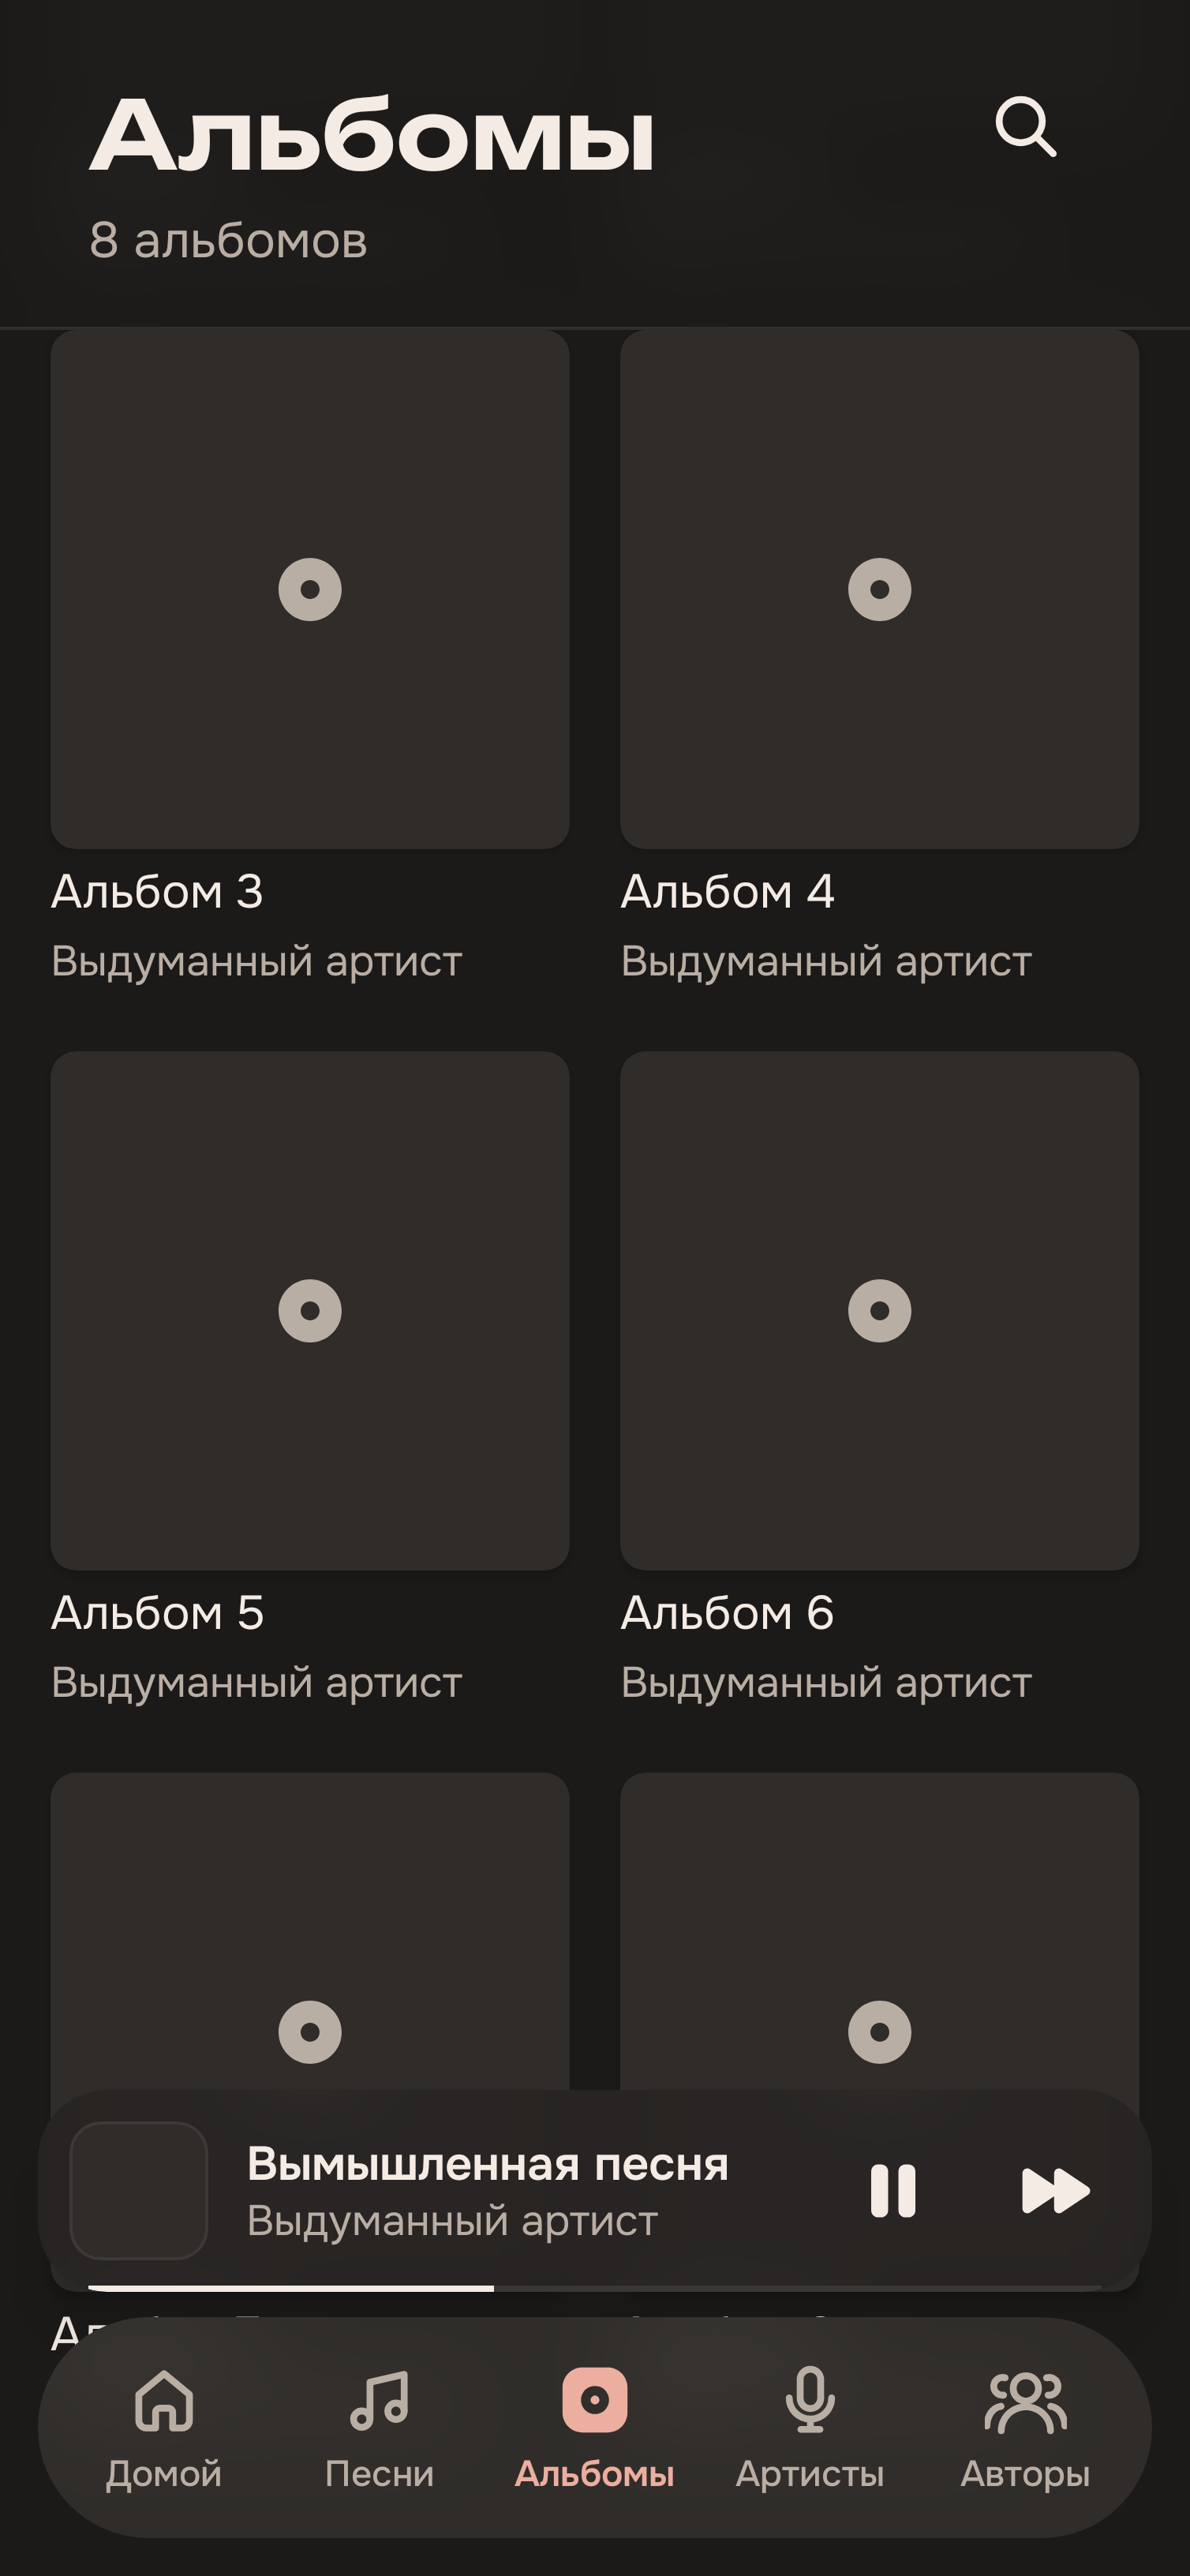 Альбомы
8 альбомов
Альбом 3
Альбом 4
Выдуманный артист
Выдуманный артист
Альбом 5
Альбом 6
Выдуманный артист
Выдуманный артист
Вымышленная песня
Выдуманный артист
Домой
Песни
Альбомы
Артисты
Авторы